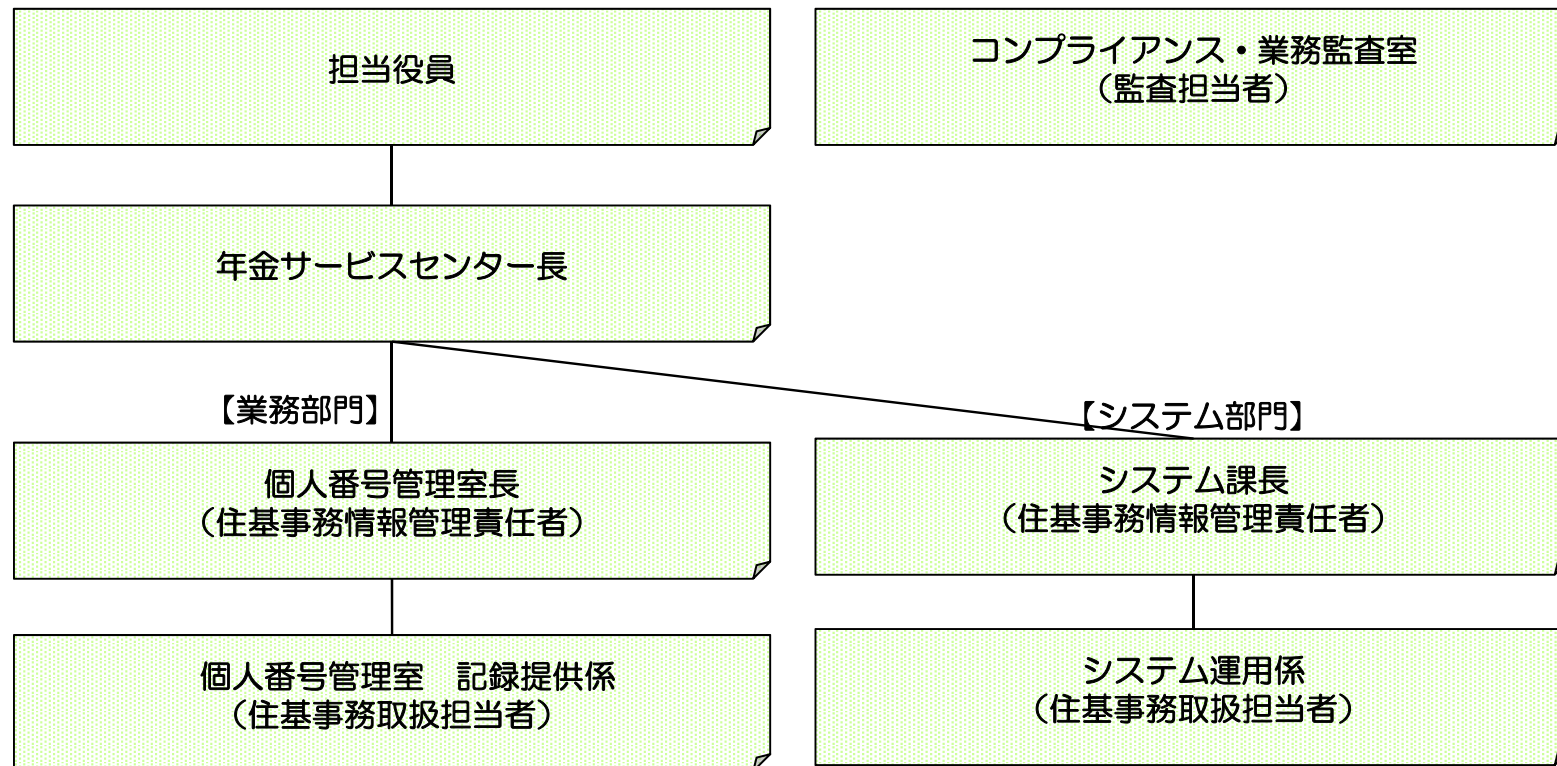 担当役員
コンプライアンス・業務監査室
（監査担当者）
年金サービスセンター長
【業務部門】
【システム部門】
個人番号管理室長
（住基事務情報管理責任者）
システム課長
（住基事務情報管理責任者）
個人番号管理室　記録提供係
（住基事務取扱担当者）
システム運用係
（住基事務取扱担当者）